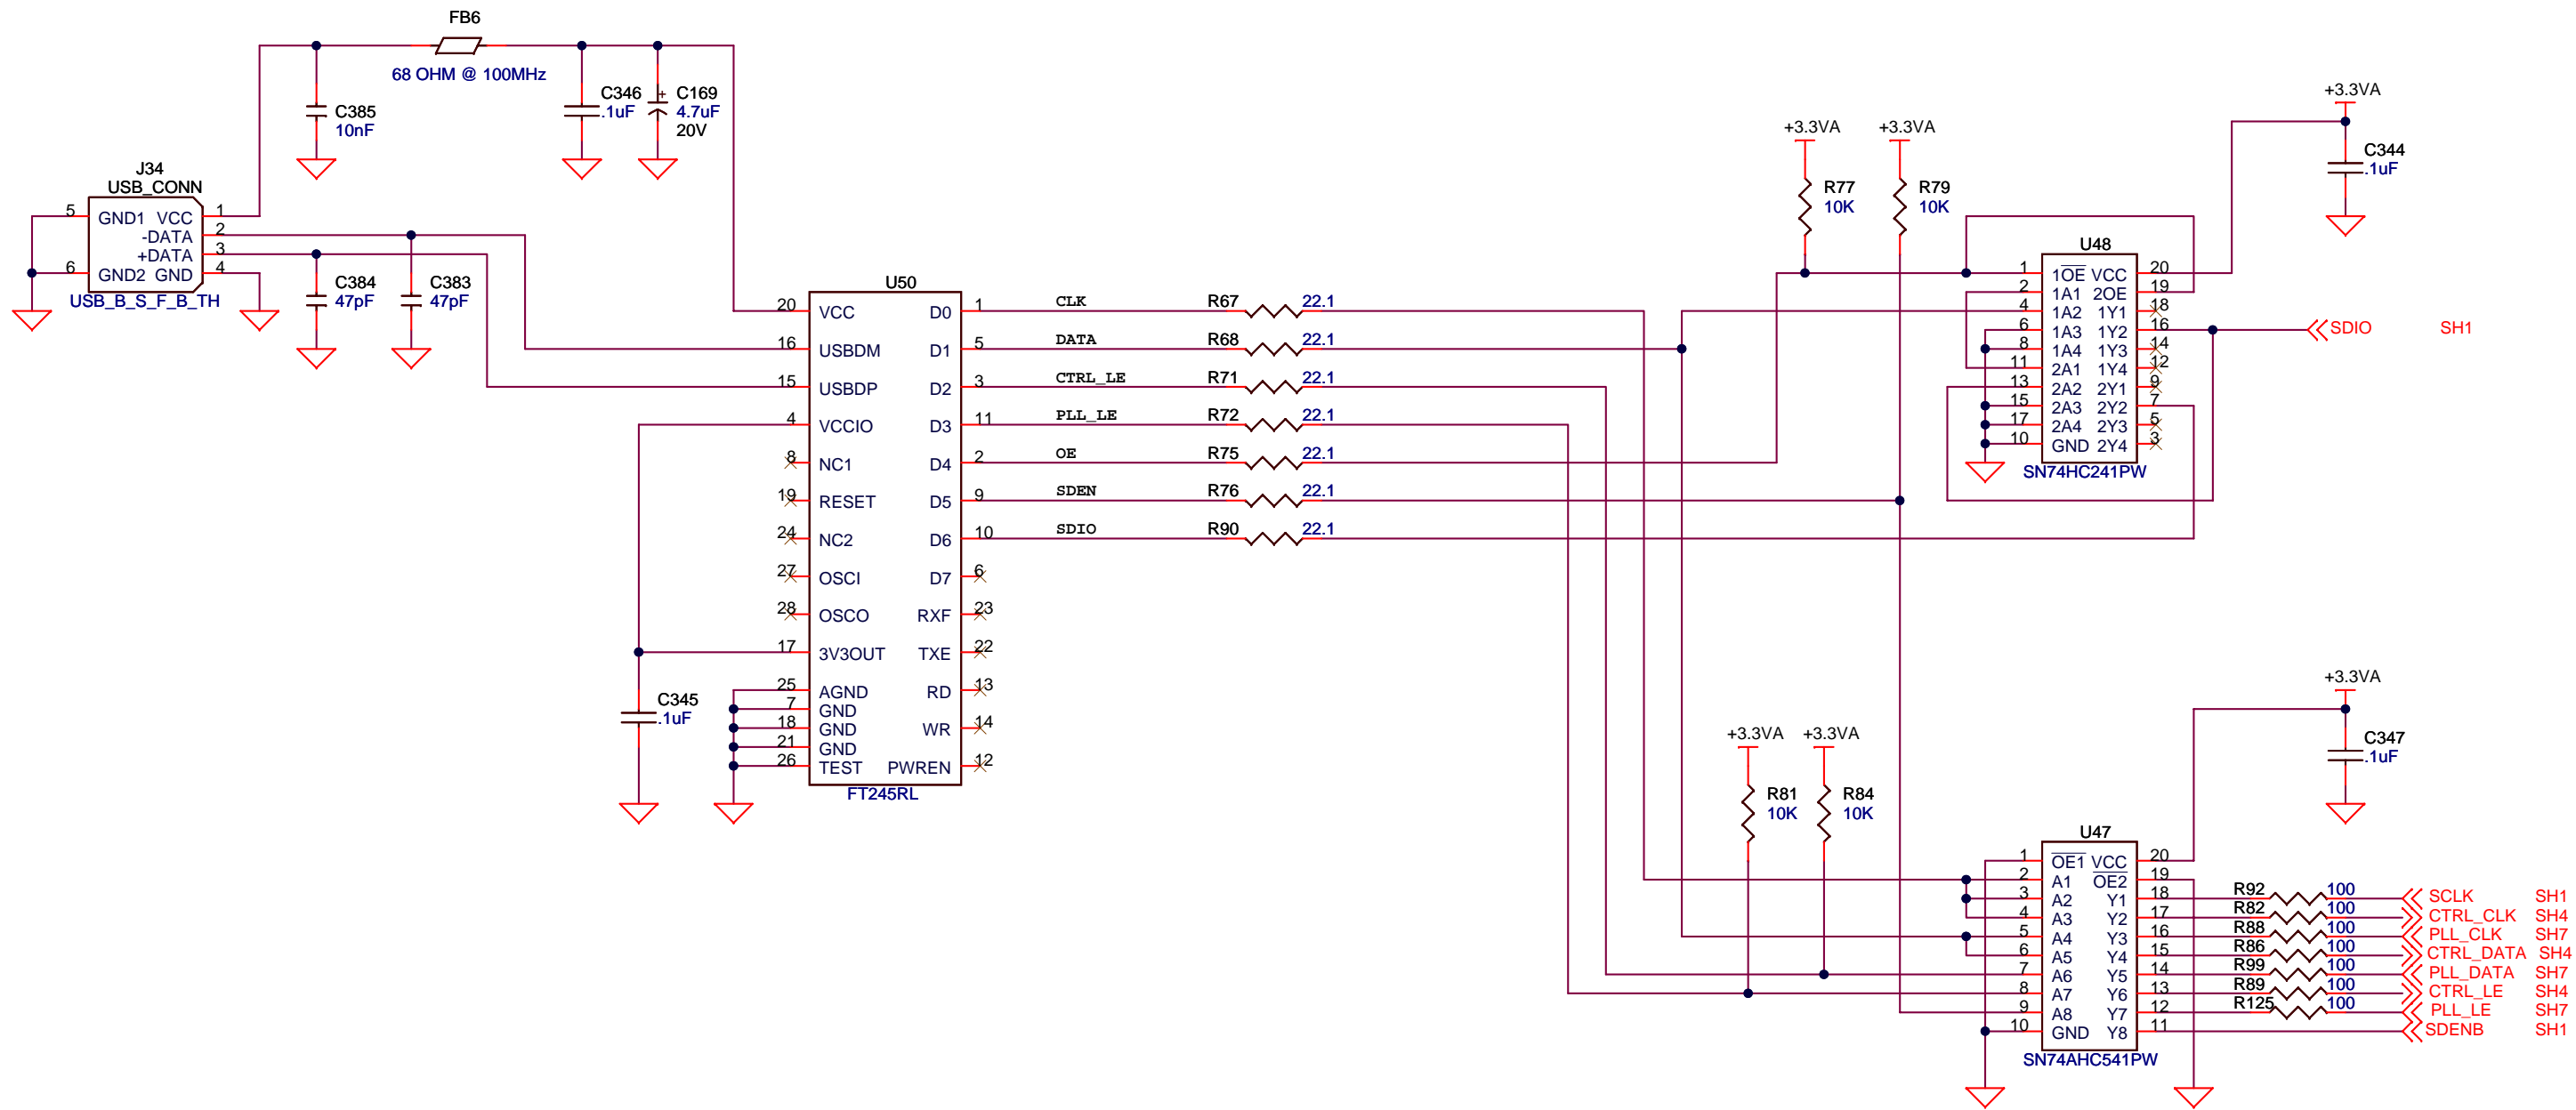 FB6
68 OHM @ 100MHz
C385
10nF
C346
.1uF
C169
4.7uF
20V
+
J34
USB_CONN
5 GND1 VCC 1
-DATA 2
+DATA 3
6 GND2 GND 4
USB_B_S_F_B_TH
C384
47pF
C383
47pF
U50
20 VCC D0 1
16 USBDM D1 5
15 USBDP D2 3
4 VCCIO D3 11
8 NC1 D4 2
19 RESET D5 9
24 NC2 D6 10
27 OSCI D7 6
28 OSCO RXF 23
17 3V3OUT TXE 22
25 AGND RD 13
7 GND
18 GND WR 14
21 GND
26 TEST PWREN 12
FT245RL
C345
.1uF
CLK R67 22.1
DATA R68 22.1
CTRL_LE R71 22.1
PLL_LE R72 22.1
OE R75 22.1
SDEN R76 22.1
SDIO R90 22.1
+3.3VA
R77
10K
+3.3VA
R79
10K
+3.3VA
C344
.1uF
U48
1 1OE VCC 20
2 1A1 2OE 19
4 1A2 1Y1 18
6 1A3 1Y2 16
8 1A4 1Y3 14
11 2A1 1Y4 12
13 2A2 2Y1 9
15 2A3 2Y2 7
17 2A4 2Y3 5
10 GND 2Y4 3
SN74HC241PW
SDIO SH1
+3.3VA
R81
10K
+3.3VA
R84
10K
+3.3VA
C347
.1uF
U47
1 OE1 VCC 20
2 A1 OE2 19
3 A2 Y1 18
4 A3 Y2 17
5 A4 Y3 16
6 A5 Y4 15
7 A6 Y5 14
8 A7 Y6 13
9 A8 Y7 12
10 GND Y8 11
SN74AHC541PW
R92 100 SCLK SH1
R82 100 CTRL_CLK SH4
R88 100 PLL_CLK SH7
R86 100 CTRL_DATA SH4
R99 100 PLL_DATA SH7
R89 100 CTRL_LE SH4
R125 100 PLL_LE SH7
SDENB SH1